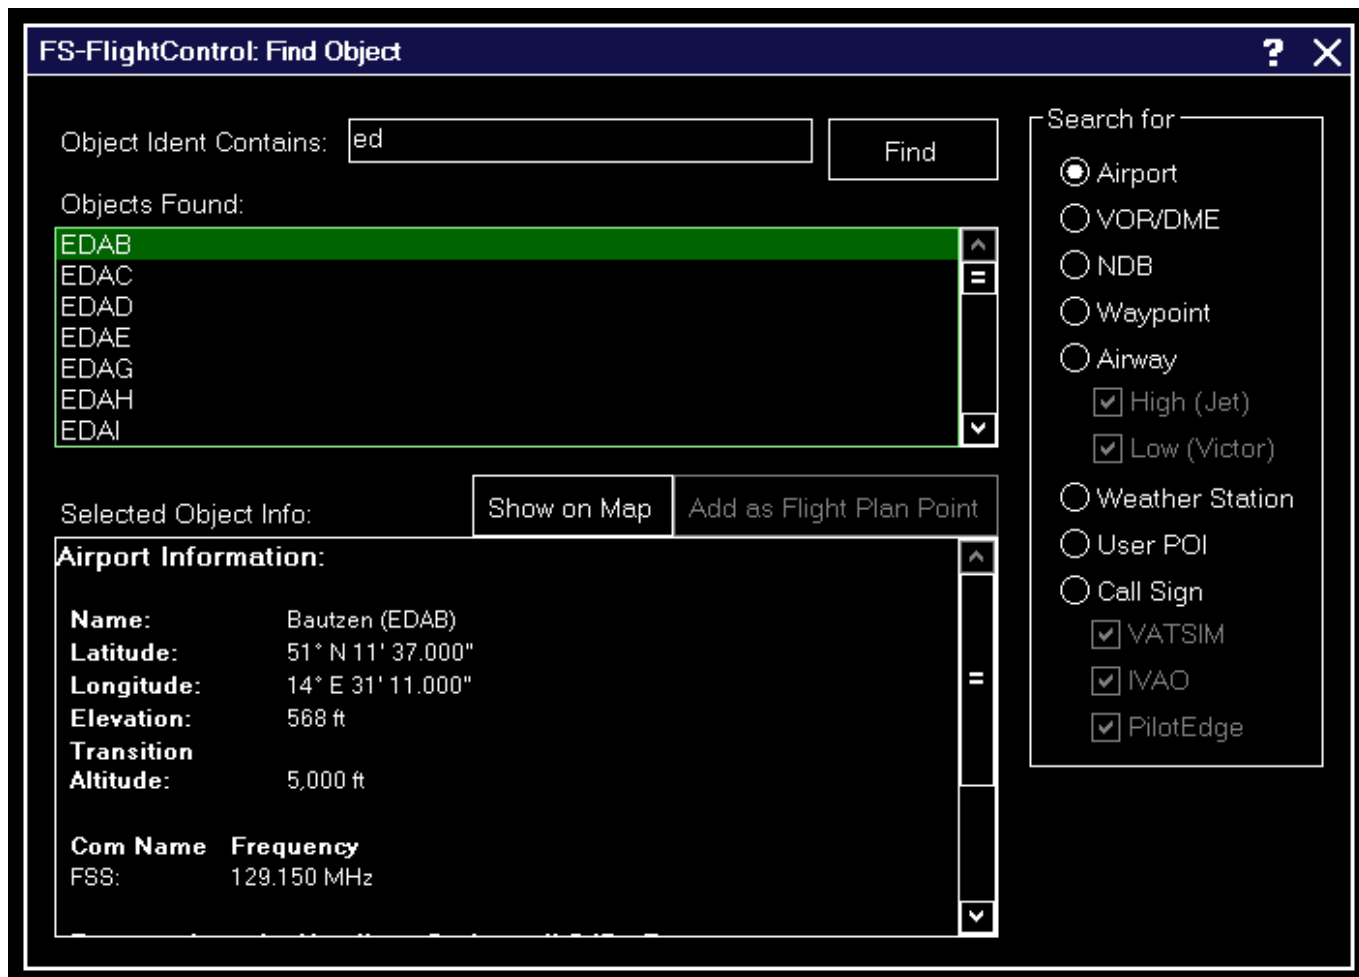 FS-FlightControl: Find Object
? X
Object Ident Contains: ed
Find
Objects Found:
EDAB
EDAC
EDAD
EDAE
EDAG
EDAH
EDAI
Selected Object Info:
Show on Map
Add as Flight Plan Point
Airport Information:
Name: Bautzen (EDAB)
Latitude: 51° N 11' 37.000"
Longitude: 14° E 31' 11.000"
Elevation: 568 ft
Transition
Altitude: 5,000 ft
Com Name Frequency
FSS: 129.150 MHz
Search for
Airport
VOR/DME
NDB
Waypoint
Airway
High (Jet)
Low (Victor)
Weather Station
User POI
Call Sign
VATSIM
IVAO
PilotEdge